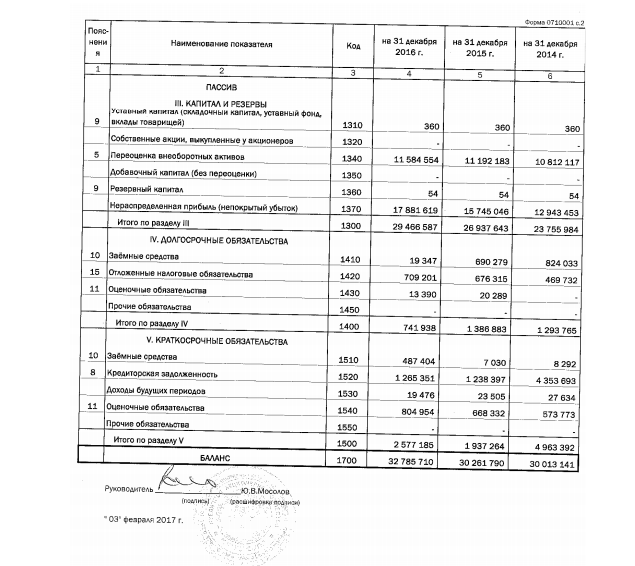 Форма 0710001 с.2
Пояснения Наименование показателя Код на 31 декабря 2016 г. на 31 декабря 2015 г. на 31 декабря 2014 г.
1 2 3 4 5 6
ПАССИВ
III. КАПИТАЛ И РЕЗЕРВЫ
Уставный капитал (складочный капитал, уставный фонд,
9 вклады товарищей) 1310 360 360 360
Собственные акции, выкупленные у акционеров 1320 - - -
5 Переоценка внеоборотных активов 1340 11 584 554 11 192 183 10 812 117
Добавочный капитал (без переоценки) 1350 - - -
9 Резервный капитал 1360 54 54 54
Нераспределенная прибыль (непокрытый убыток) 1370 17 881 619 15 745 046 12 943 453
Итого по разделу III 1300 29 466 587 26 937 643 23 755 984
IV. ДОЛГОСРОЧНЫЕ ОБЯЗАТЕЛЬСТВА
10 Заёмные средства 1410 19 347 690 279 824 033
15 Отложенные налоговые обязательства 1420 709 201 676 315 469 732
11 Оценочные обязательства 1430 13 390 20 289 -
Прочие обязательства 1450 - - -
Итого по разделу IV 1400 741 938 1 386 883 1 293 765
V. КРАТКОСРОЧНЫЕ ОБЯЗАТЕЛЬСТВА
10 Заёмные средства 1510 487 404 7 030 8 292
8 Кредиторская задолженность 1520 1 265 351 1 238 397 4 353 693
Доходы будущих периодов 1530 19 476 23 505 27 634
11 Оценочные обязательства 1540 804 954 668 332 573 773
Прочие обязательства 1550 - - -
Итого по разделу V 1500 2 577 185 1 937 264 4 963 392
БАЛАНС 1700 32 785 710 30 261 790 30 013 141
Руководитель Ю.В.Мосолов
(подпись) (расшифровка подписи)
" 03" февраля 2017 г.